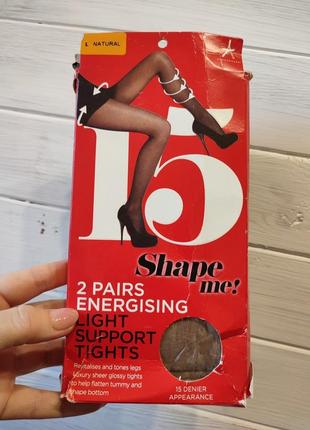 L NATURAL
15
Shape
me!
2 PAIRS
ENERGISING
LIGHT
SUPPORT
TIGHTS
Revitalises and tones legs
Luxury sheer glossy tights
to help flatten tummy and
shape bottom
15 DENIER
APPEARANCE